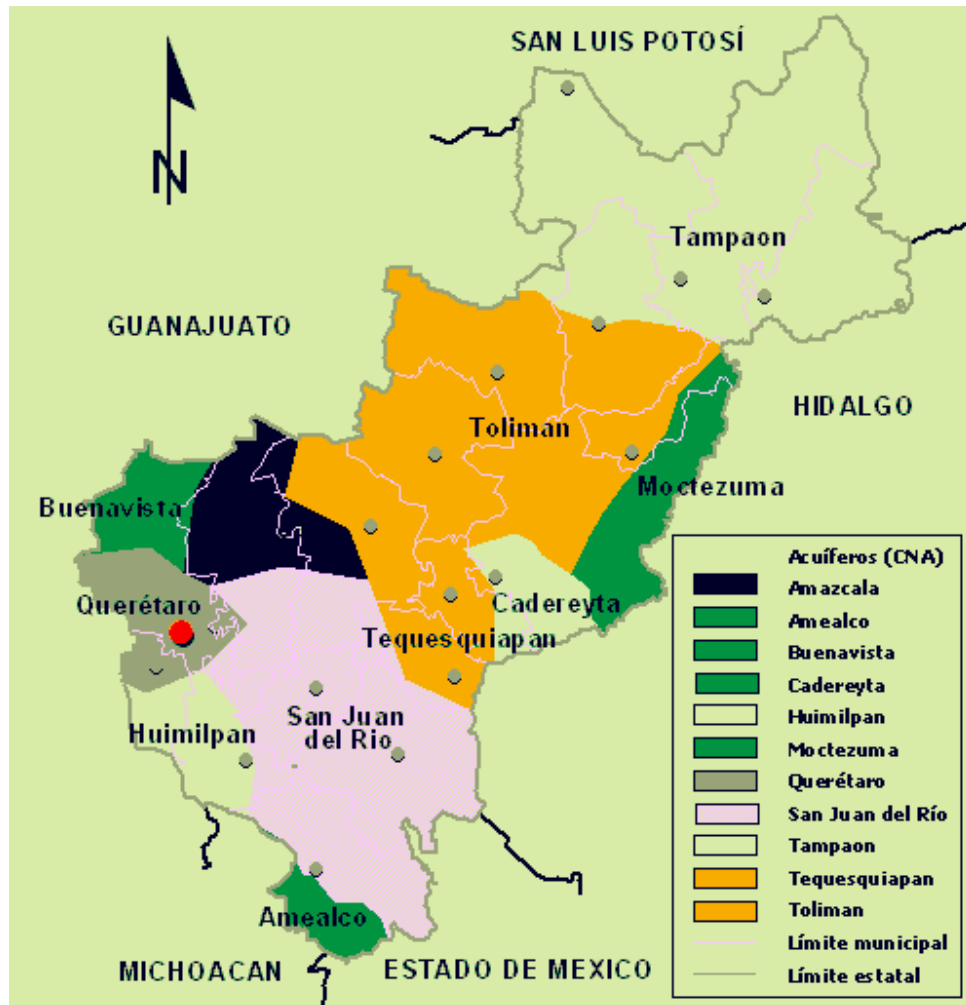 SAN LUIS POTOSÍ
N
Tampaon
GUANAJUATO
HIDALGO
Toliman
Moctezuma
Buenavista
Querétaro
Cadereyta
Tequesquiapan
San Juan
del Rio
Huimilpan
Amealco
MICHOACAN
ESTADO DE MEXICO
Acuíferos (CNA)
Amazcala
Amealco
Buenavista
Cadereyta
Huimilpan
Moctezuma
Querétaro
San Juan del Río
Tampaon
Tequesquiapan
Toliman
Límite municipal
Límite estatal